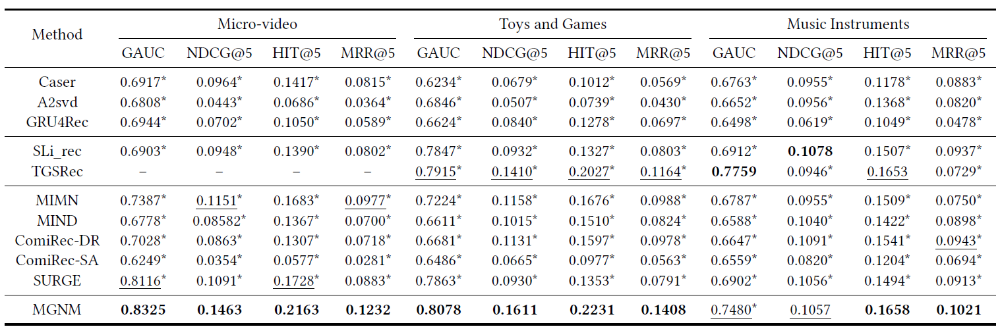 Method Micro-video Toys and Games Music Instruments
GAUC NDCG@5 HIT@5 MRR@5 GAUC NDCG@5 HIT@5 MRR@5 GAUC NDCG@5 HIT@5 MRR@5
Caser 0.6917* 0.0964* 0.1417* 0.0815* 0.6234* 0.0679* 0.1012* 0.0569* 0.6763* 0.0955* 0.1178* 0.0883*
A2svd 0.6808* 0.0443* 0.0686* 0.0364* 0.6846* 0.0507* 0.0739* 0.0430* 0.6652* 0.0956* 0.1368* 0.0820*
GRU4Rec 0.6944* 0.0702* 0.1050* 0.0589* 0.6624* 0.0840* 0.1278* 0.0697* 0.6498* 0.0619* 0.1049* 0.0478*
SLi_rec 0.6903* 0.0948* 0.1390* 0.0802* 0.7847* 0.0932* 0.1327* 0.0803* 0.6912* 0.1078 0.1507* 0.0937*
TGSRec – – – – 0.7915* 0.1410* 0.2027* 0.1164* 0.7759 0.0946* 0.1653 0.0729*
MIMN 0.7387* 0.1151* 0.1683* 0.0977* 0.7224* 0.1158* 0.1676* 0.0988* 0.6787* 0.0955* 0.1509* 0.0750*
MIND 0.6778* 0.08582* 0.1367* 0.0700* 0.6611* 0.1015* 0.1510* 0.0824* 0.6588* 0.1040* 0.1422* 0.0898*
ComiRec-DR 0.7028* 0.0863* 0.1307* 0.0718* 0.6681* 0.1131* 0.1597* 0.0978* 0.6647* 0.1091* 0.1541* 0.0943*
ComiRec-SA 0.6249* 0.0354* 0.0577* 0.0281* 0.6486* 0.0665* 0.0977* 0.0563* 0.6559* 0.0820* 0.1204* 0.0694*
SURGE 0.8116* 0.1091* 0.1728* 0.0883* 0.7863* 0.0930* 0.1353* 0.0791* 0.6902* 0.1056* 0.1494* 0.0913*
MGNM 0.8325 0.1463 0.2163 0.1232 0.8078 0.1611 0.2231 0.1408 0.7480* 0.1057 0.1658 0.1021